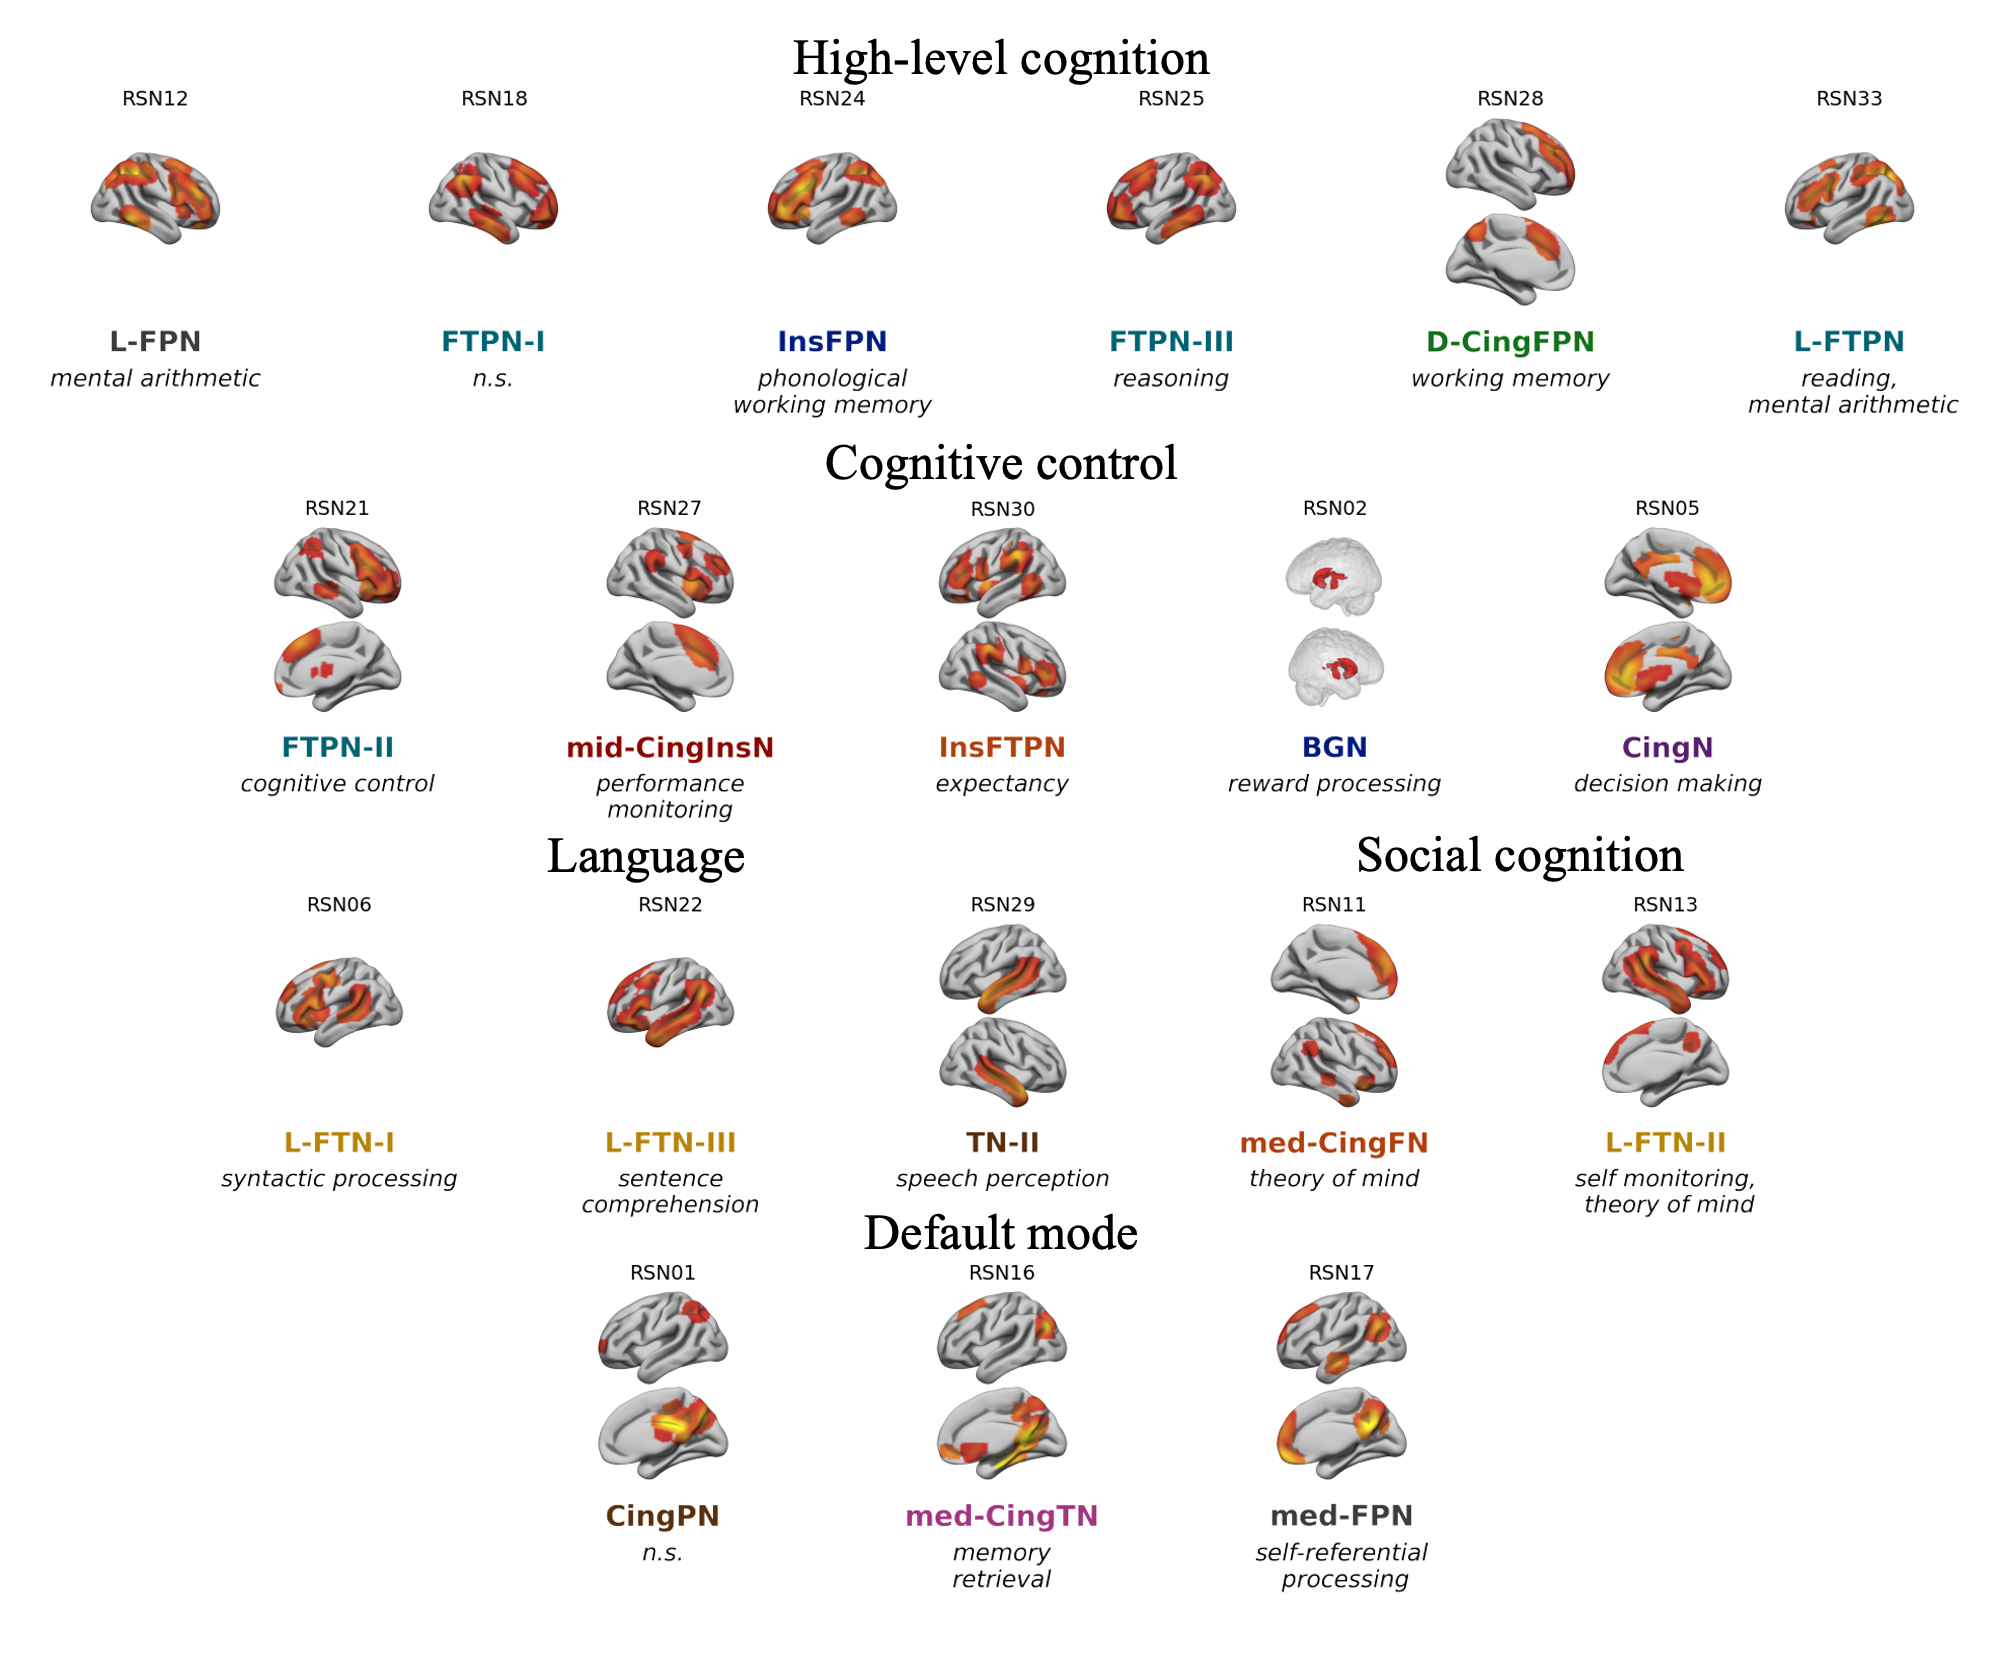 High-level cognition
RSN12 RSN18 RSN24 RSN25 RSN28 RSN33
L-FPN FTPN-I InsFPN FTPN-III D-CingFPN L-FTPN
mental arithmetic n.s. phonological reasoning working memory reading,
working memory mental arithmetic
Cognitive control
RSN21 RSN27 RSN30 RSN02 RSN05
FTPN-II mid-CingInsN InsFTPN BGN CingN
cognitive control performance expectancy reward processing decision making
monitoring
Language Social cognition
RSN06 RSN22 RSN29 RSN11 RSN13
L-FTN-I L-FTN-III TN-II med-CingFN L-FTN-II
syntactic processing sentence speech perception theory of mind self monitoring,
comprehension theory of mind
Default mode
RSN01 RSN16 RSN17
CingPN med-CingTN med-FPN
n.s. memory self-referential
retrieval processing